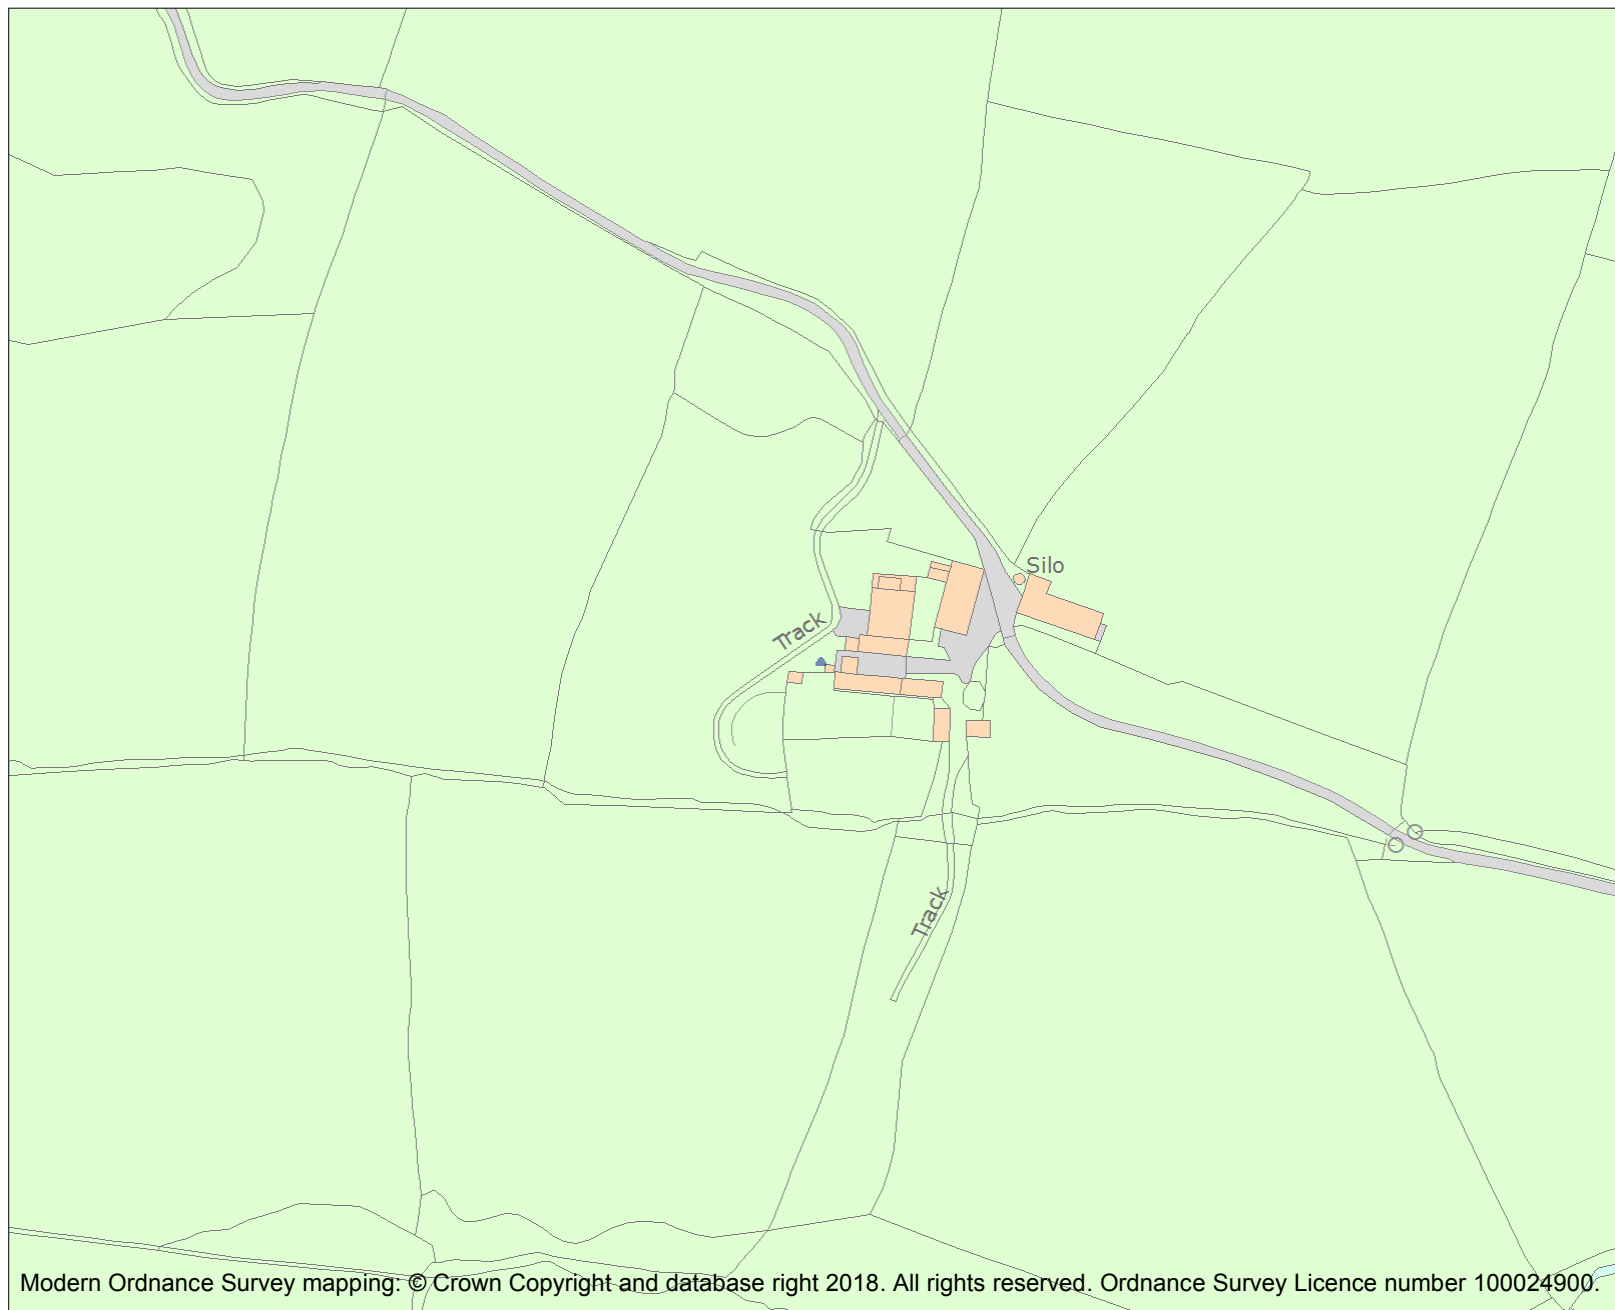 Silo
Track
Track
Modern Ordnance Survey mapping: © Crown Copyright and database right 2018. All rights reserved. Ordnance Survey Licence number 100024900.